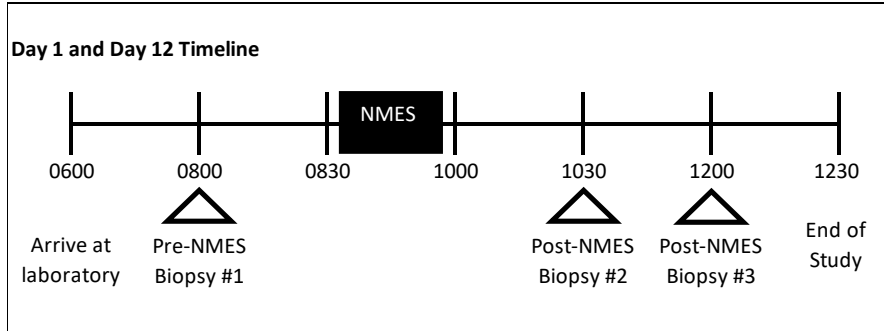 Day 1 and Day 12 Timeline
NMES
0600 0800 0830 1000 1030 1200 1230
Arrive at laboratory
Pre-NMES Biopsy #1
Post-NMES Biopsy #2
Post-NMES Biopsy #3
End of Study